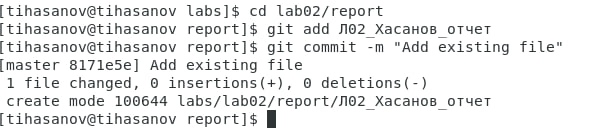 [tihasanov@tihasanov labs]$ cd lab02/report
[tihasanov@tihasanov report]$ git add Л02_Хасанов_отчет
[tihasanov@tihasanov report]$ git commit -m "Add existing file"
[master 8171e5e] Add existing file
1 file changed, 0 insertions(+), 0 deletions(-)
create mode 100644 labs/lab02/report/Л02_Хасанов_отчет
[tihasanov@tihasanov report]$